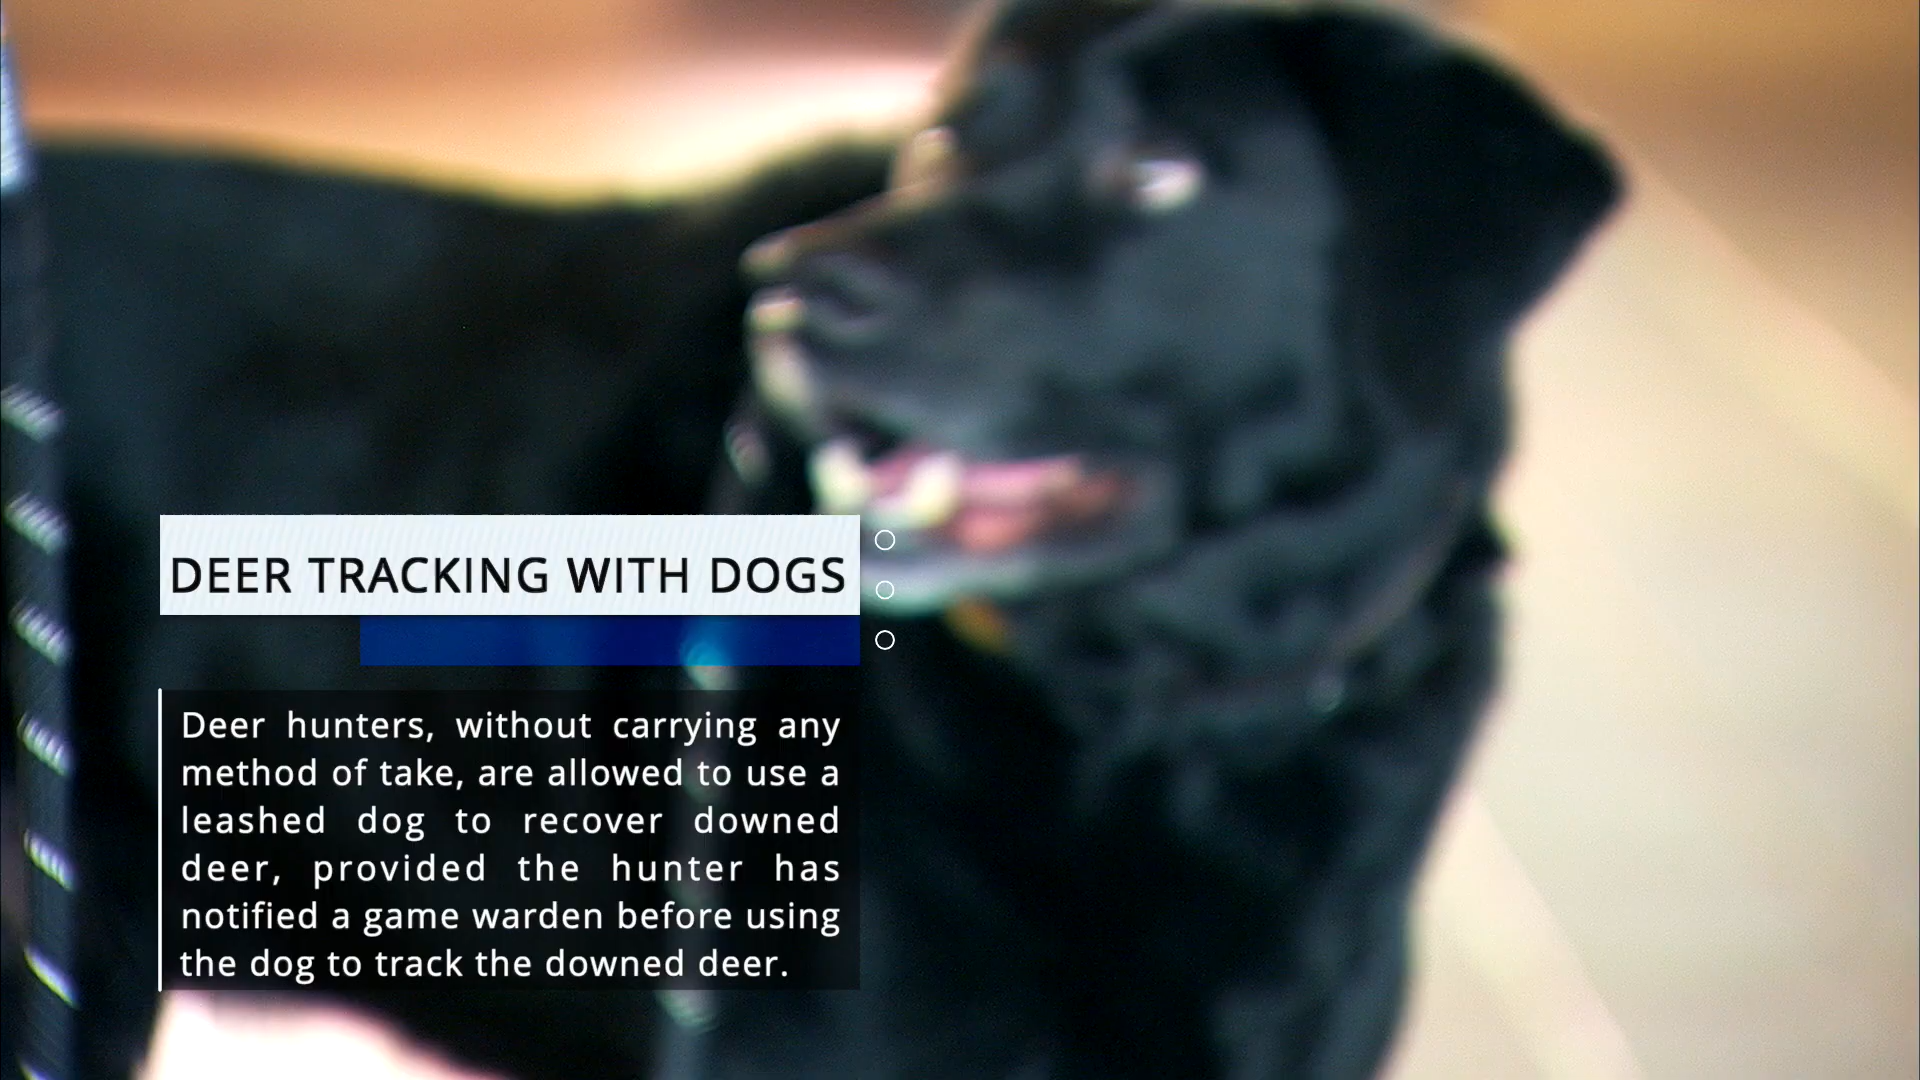 DEER TRACKING WITH DOGS
Deer hunters, without carrying any
method of take, are allowed to use a
leashed dog to recover downed
deer, provided the hunter has
notified a game warden before using
the dog to track the downed deer.